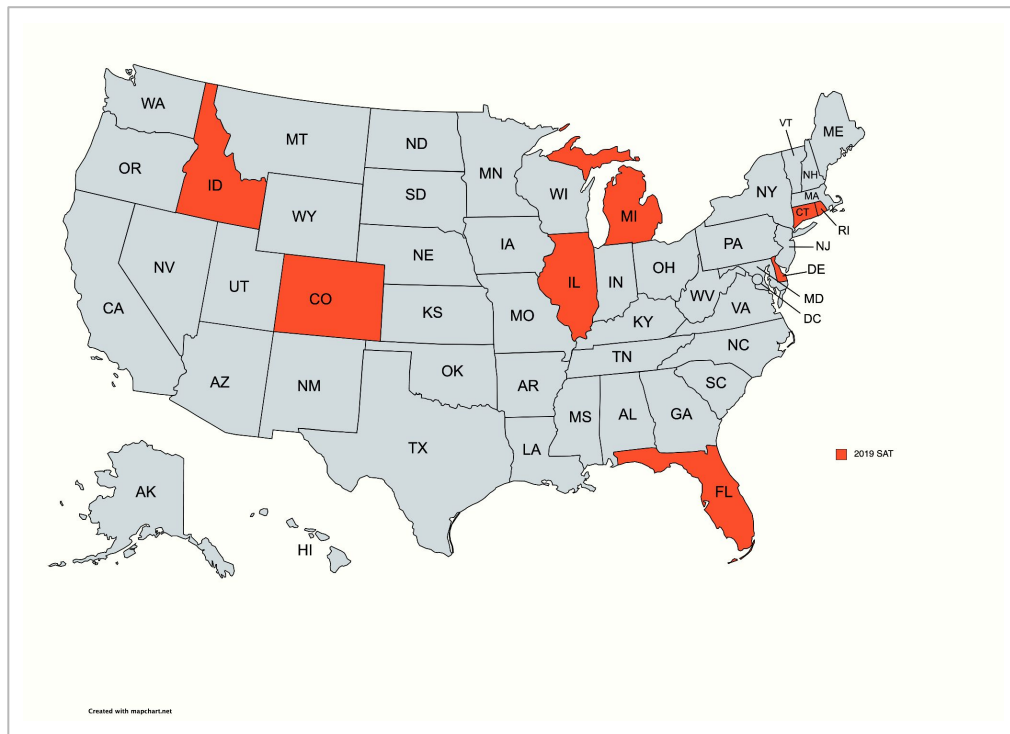 WA
MT
ND
MN
VT
ME
OR
ID
SD
WI
NH
NY
MA
WY
MI
CT
RI
IA
PA
NJ
NE
NV
UT
IL
IN
OH
DE
CA
CO
KS
MO
WV
VA
MD
DC
KY
NC
TN
AZ
NM
OK
AR
SC
MS
AL
GA
TX
LA
2019 SAT
AK
FL
HI
Created with mapchart.net